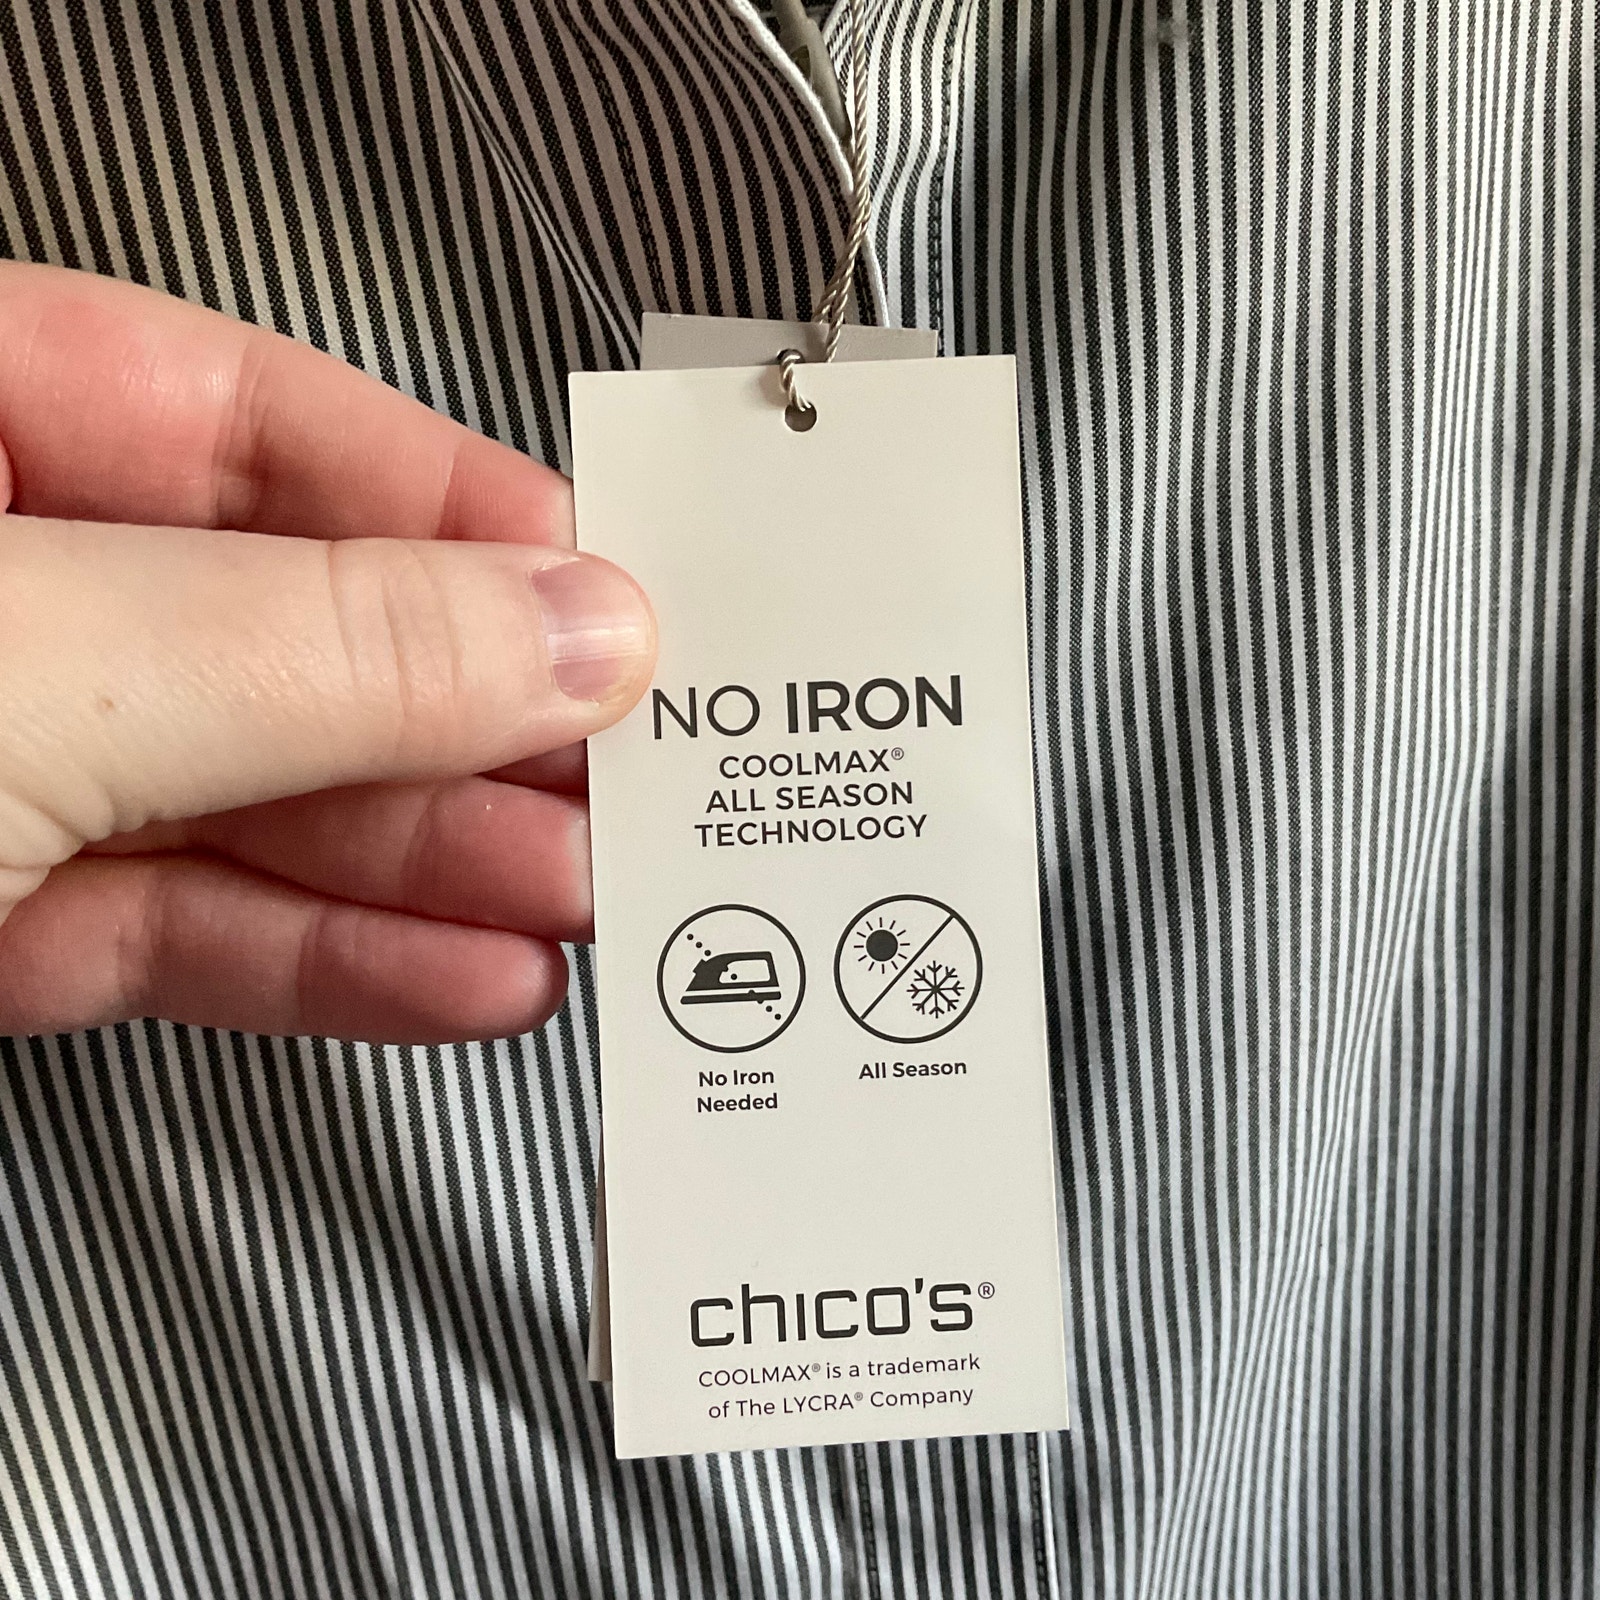 NO IRON
COOLMAX®
ALL SEASON
TECHNOLOGY
No Iron
Needed
All Season
chico's®
COOLMAX® is a trademark
of The LYCRA® Company